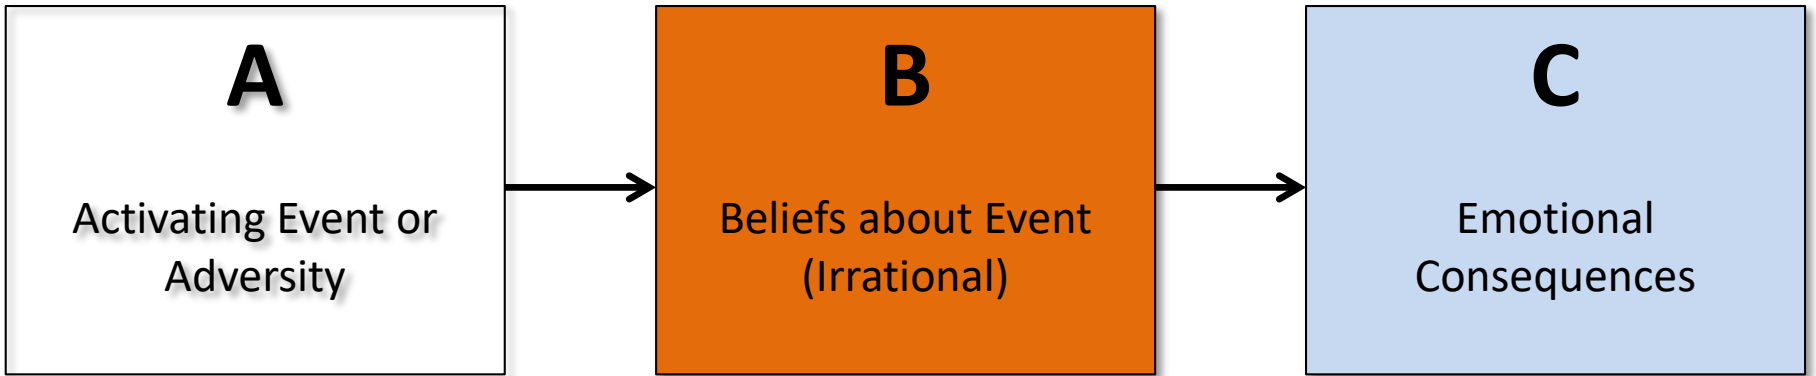 A
Activating Event or
Adversity
B
Beliefs about Event
(Irrational)
C
Emotional
Consequences